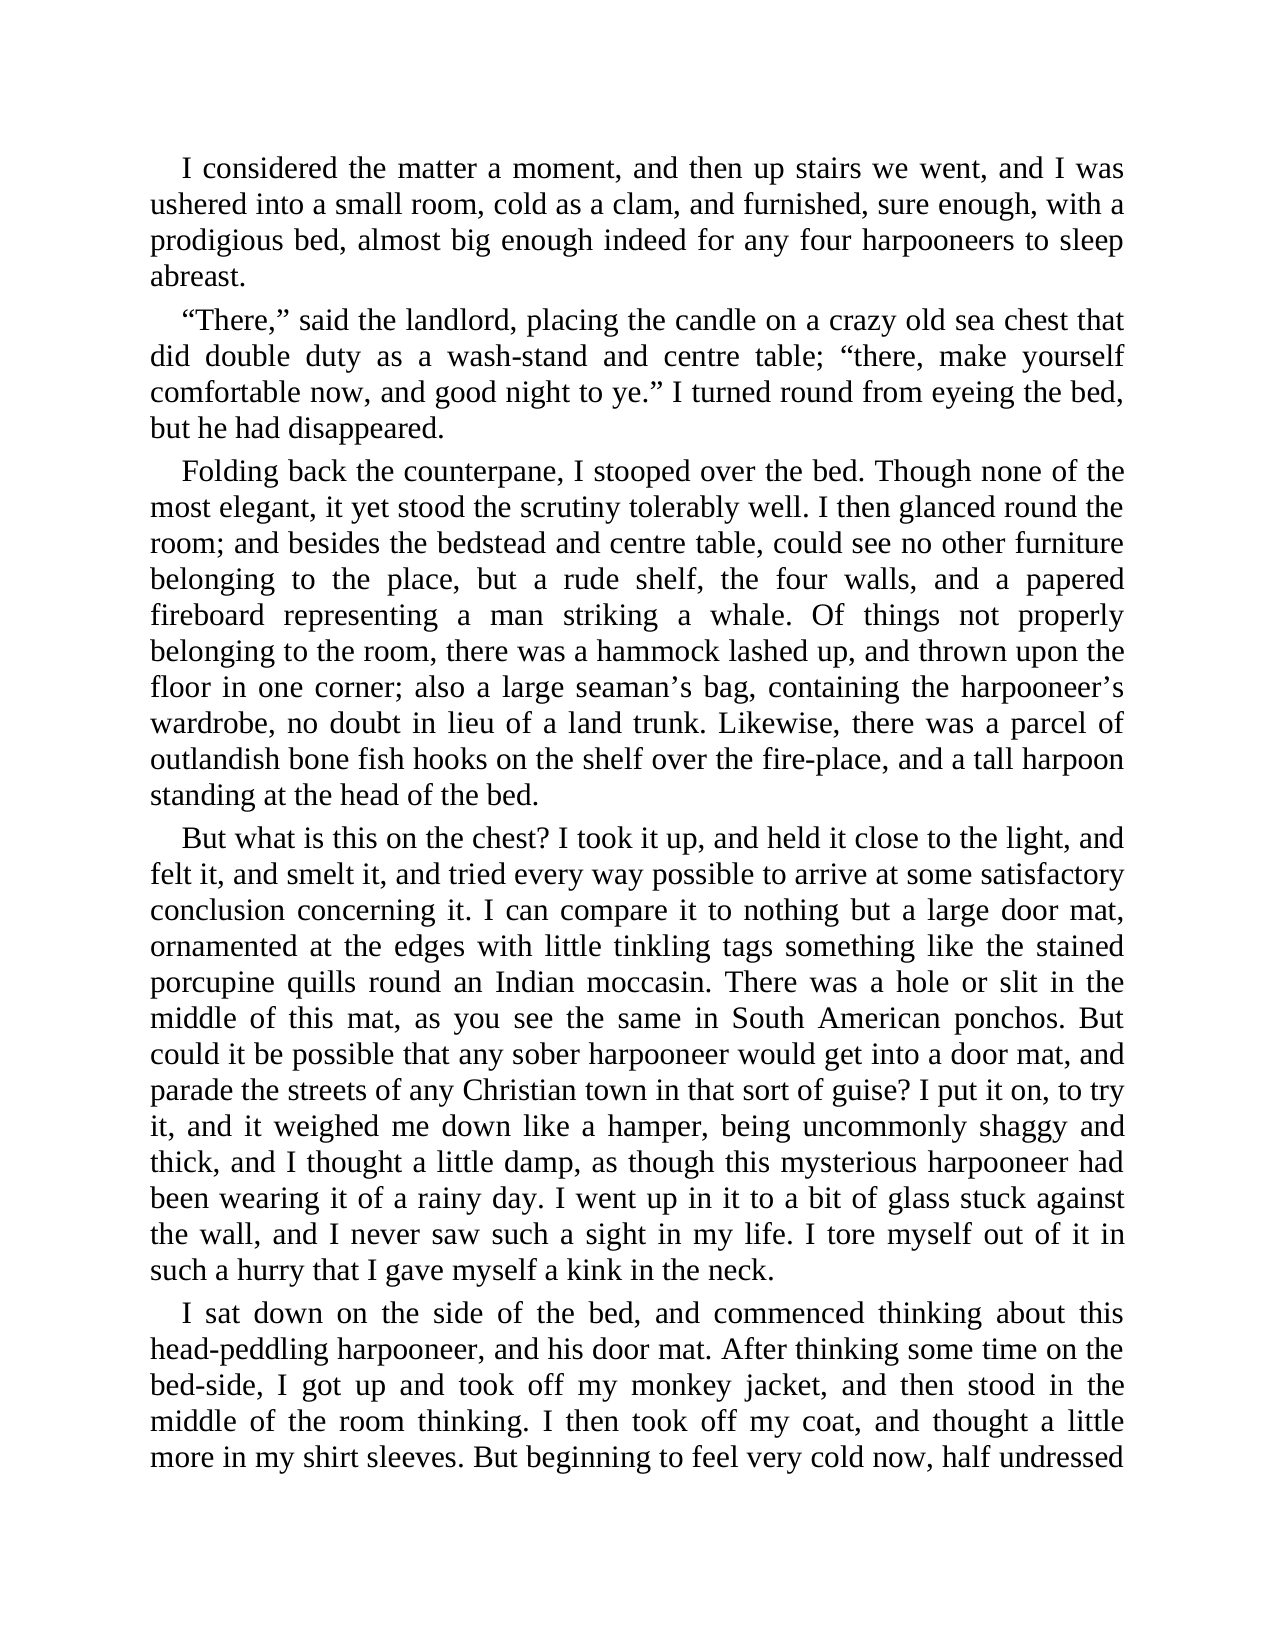 I considered the matter a moment, and then up stairs we went, and I was
ushered into a small room, cold as a clam, and furnished, sure enough, with a
prodigious bed, almost big enough indeed for any four harpooneers to sleep
abreast.
“There,” said the landlord, placing the candle on a crazy old sea chest that
did double duty as a wash-stand and centre table; “there, make yourself
comfortable now, and good night to ye.” I turned round from eyeing the bed,
but he had disappeared.
Folding back the counterpane, I stooped over the bed. Though none of the
most elegant, it yet stood the scrutiny tolerably well. I then glanced round the
room; and besides the bedstead and centre table, could see no other furniture
belonging to the place, but a rude shelf, the four walls, and a papered
fireboard representing a man striking a whale. Of things not properly
belonging to the room, there was a hammock lashed up, and thrown upon the
floor in one corner; also a large seaman’s bag, containing the harpooneer’s
wardrobe, no doubt in lieu of a land trunk. Likewise, there was a parcel of
outlandish bone fish hooks on the shelf over the fire-place, and a tall harpoon
standing at the head of the bed.
But what is this on the chest? I took it up, and held it close to the light, and
felt it, and smelt it, and tried every way possible to arrive at some satisfactory
conclusion concerning it. I can compare it to nothing but a large door mat,
ornamented at the edges with little tinkling tags something like the stained
porcupine quills round an Indian moccasin. There was a hole or slit in the
middle of this mat, as you see the same in South American ponchos. But
could it be possible that any sober harpooneer would get into a door mat, and
parade the streets of any Christian town in that sort of guise? I put it on, to try
it, and it weighed me down like a hamper, being uncommonly shaggy and
thick, and I thought a little damp, as though this mysterious harpooneer had
been wearing it of a rainy day. I went up in it to a bit of glass stuck against
the wall, and I never saw such a sight in my life. I tore myself out of it in
such a hurry that I gave myself a kink in the neck.
I sat down on the side of the bed, and commenced thinking about this
head-peddling harpooneer, and his door mat. After thinking some time on the
bed-side, I got up and took off my monkey jacket, and then stood in the
middle of the room thinking. I then took off my coat, and thought a little
more in my shirt sleeves. But beginning to feel very cold now, half undressed